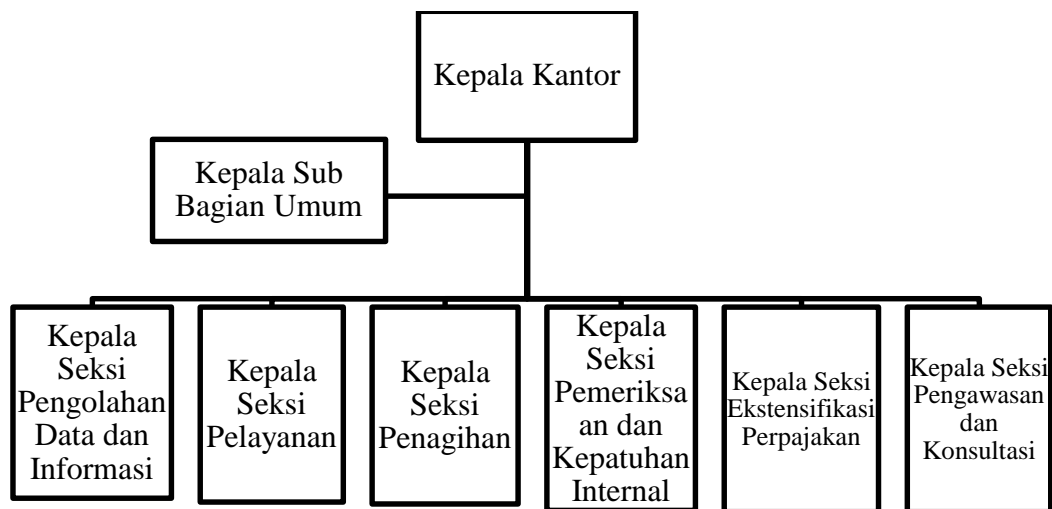 Kepala Kantor
Kepala Sub
Bagian Umum
Kepala
Seksi
Pengolahan
Data dan
Informasi
Kepala
Seksi
Pelayanan
Kepala
Seksi
Penagihan
Kepala
Seksi
Pemeriksa
an dan
Kepatuhan
Internal
Kepala Seksi
Ekstensifikasi
Perpajakan
Kepala Seksi
Pengawasan
dan
Konsultasi